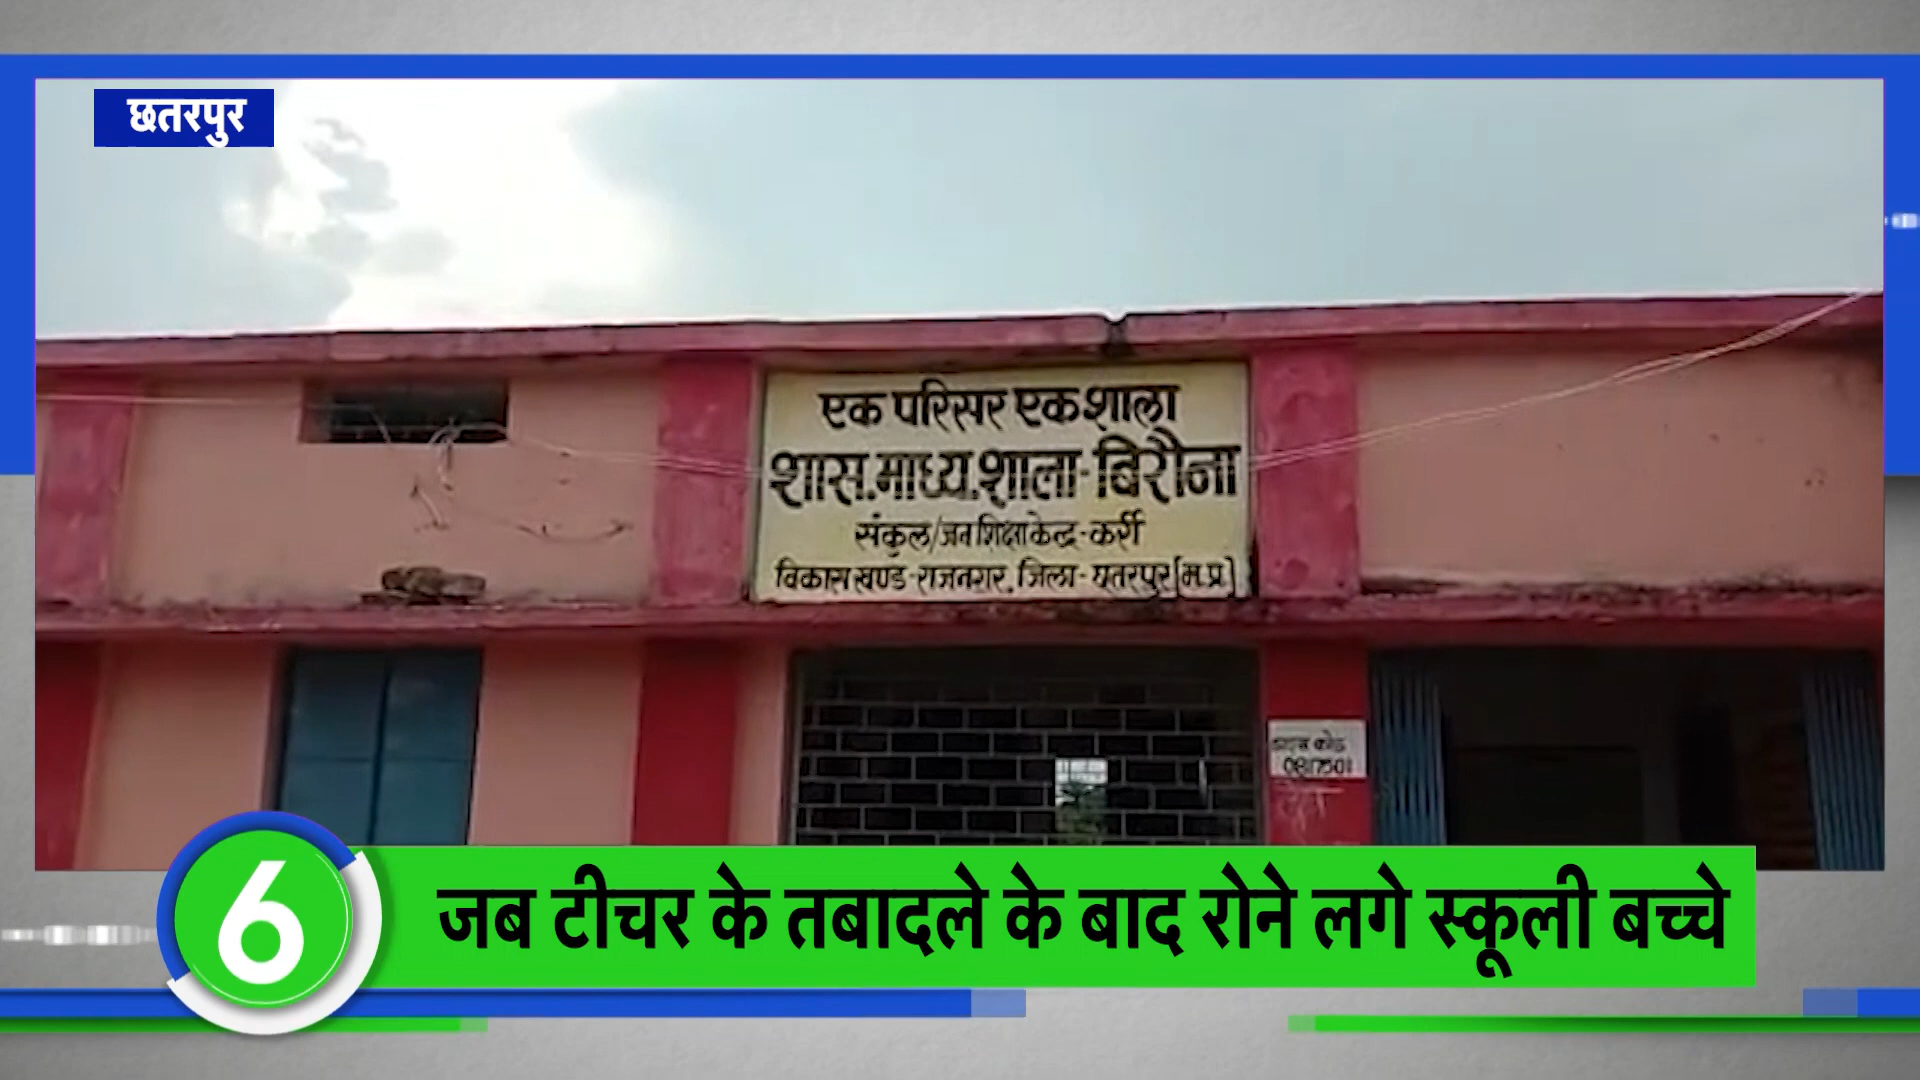 छतरपुर
एक परिसर एक शाला
शास.माध्य.शाला-बिरौना
संकुल/जन शिक्षा केन्द्र-कर्री
विकास खण्ड-राजनगर, जिला-छतरपुर[म.प्र.]
कोड
6
जब टीचर के तबादले के बाद रोने लगे स्कूली बच्चे